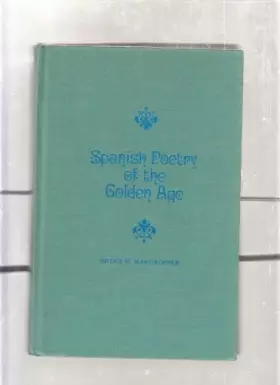 Spanish Poetry
of the
Golden Age